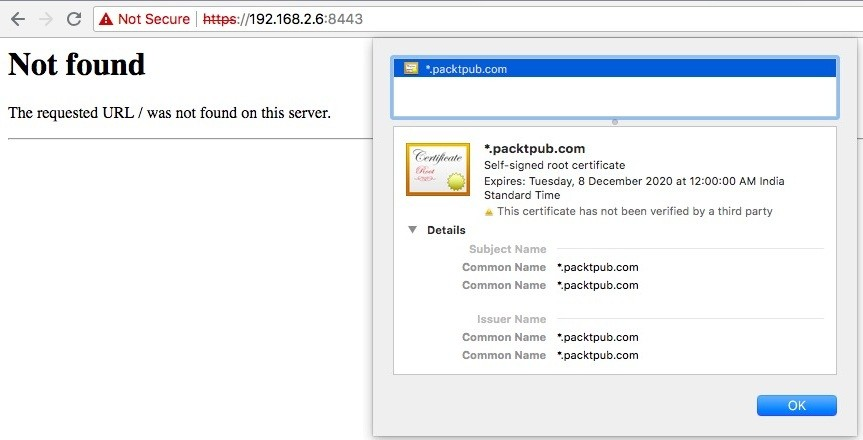 Not Secure | https://192.168.2.6:8443
Not found
The requested URL / was not found on this server.
*.packtpub.com
Certificate
Root
*.packtpub.com
Self-signed root certificate
Expires: Tuesday, 8 December 2020 at 12:00:00 AM India
Standard Time
This certificate has not been verified by a third party
Details
Subject Name
Common Name *.packtpub.com
Common Name *.packtpub.com
Issuer Name
Common Name *.packtpub.com
Common Name *.packtpub.com
OK